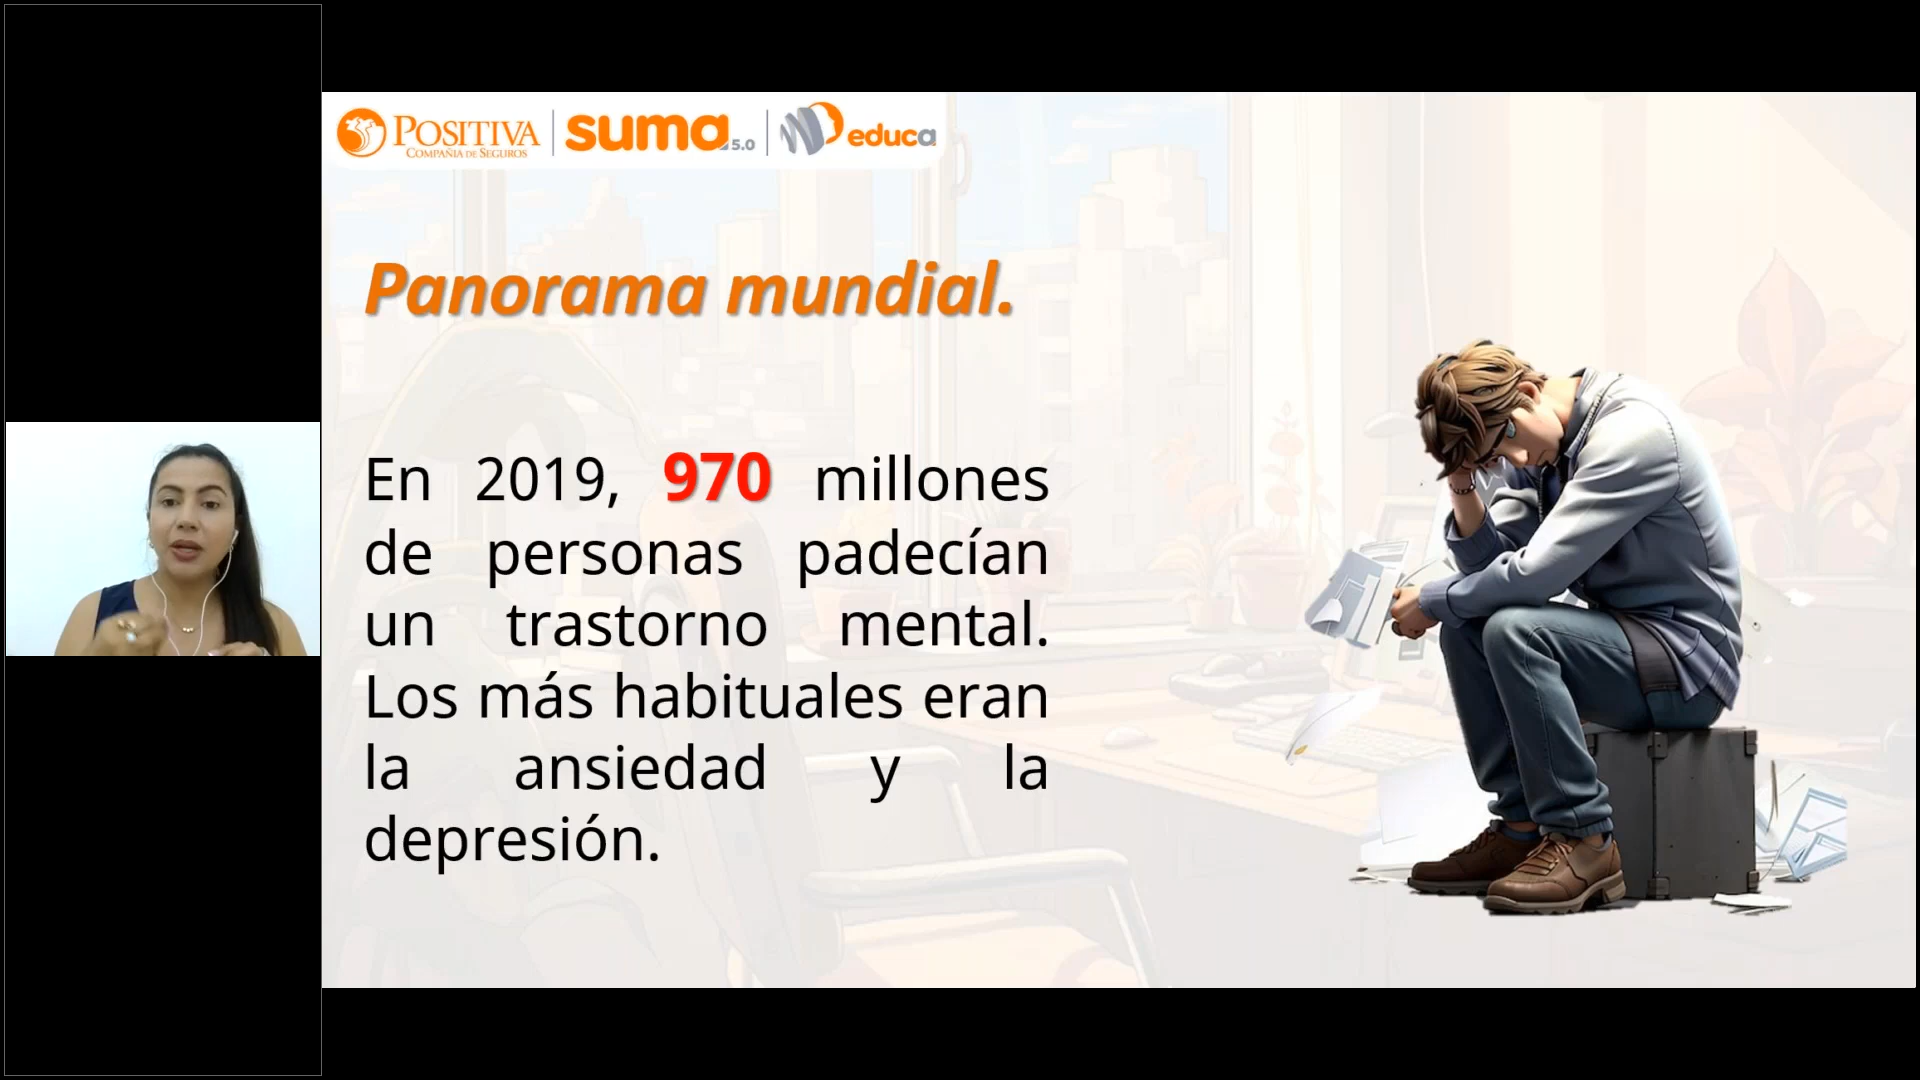 POSITIVA
COMPAÑIA DE SEGUROS
suma 5.0
educa
Panorama mundial.
En 2019, 970 millones
de personas padecían
un trastorno mental.
Los más habituales eran
la ansiedad y la
depresión.